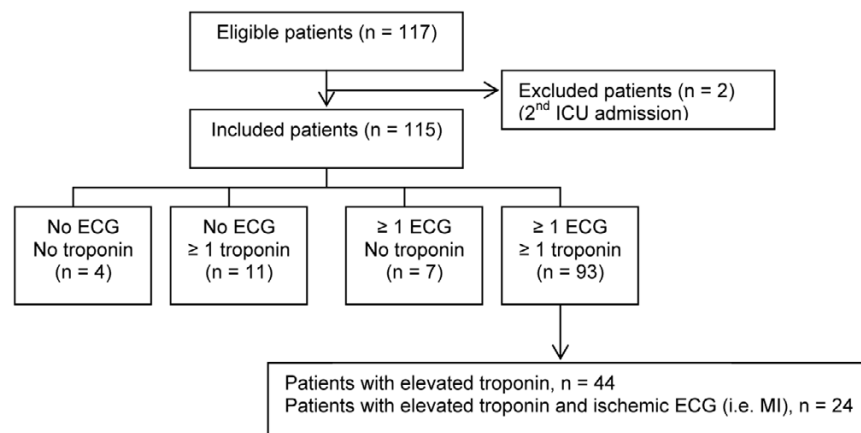 Eligible patients (n = 117)
Excluded patients (n = 2)
(2nd ICU admission)
Included patients (n = 115)
No ECG
No troponin
(n = 4)
No ECG
≥ 1 troponin
(n = 11)
≥ 1 ECG
No troponin
(n = 7)
≥ 1 ECG
≥ 1 troponin
(n = 93)
Patients with elevated troponin, n = 44
Patients with elevated troponin and ischemic ECG (i.e. MI), n = 24